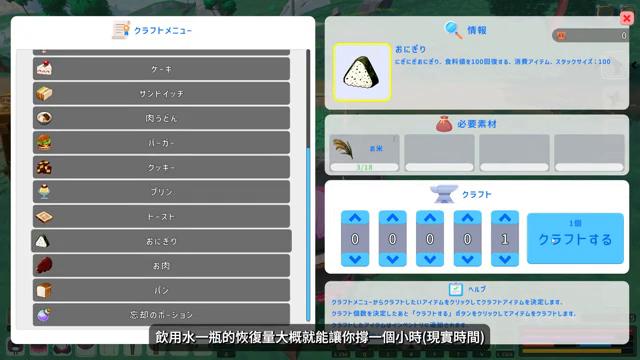 クラフトメニュー
ケーキ
サンドイッチ
肉うどん
バーガー
クッキー
プリン
トースト
おにぎり
お肉
パン
忘却のポーション
情報
おにぎり
にぎにぎおにぎり、食料値を100回復する、消費アイテム、スタックサイズ:100
0
必要素材
お米
3/18
クラフト
0 0 0 0 1
1個
クラフトする
ヘルプ
クラフトメニューからクラフトしたいアイテムをクリックしてクラフトアイテムを決定します。
クラフト個数を決定したあと「クラフトする」ボタンをクリックしてアイテムをクラフトします。
飲用水一瓶的恢復量大概就能讓你撐一個小時(現實時間)